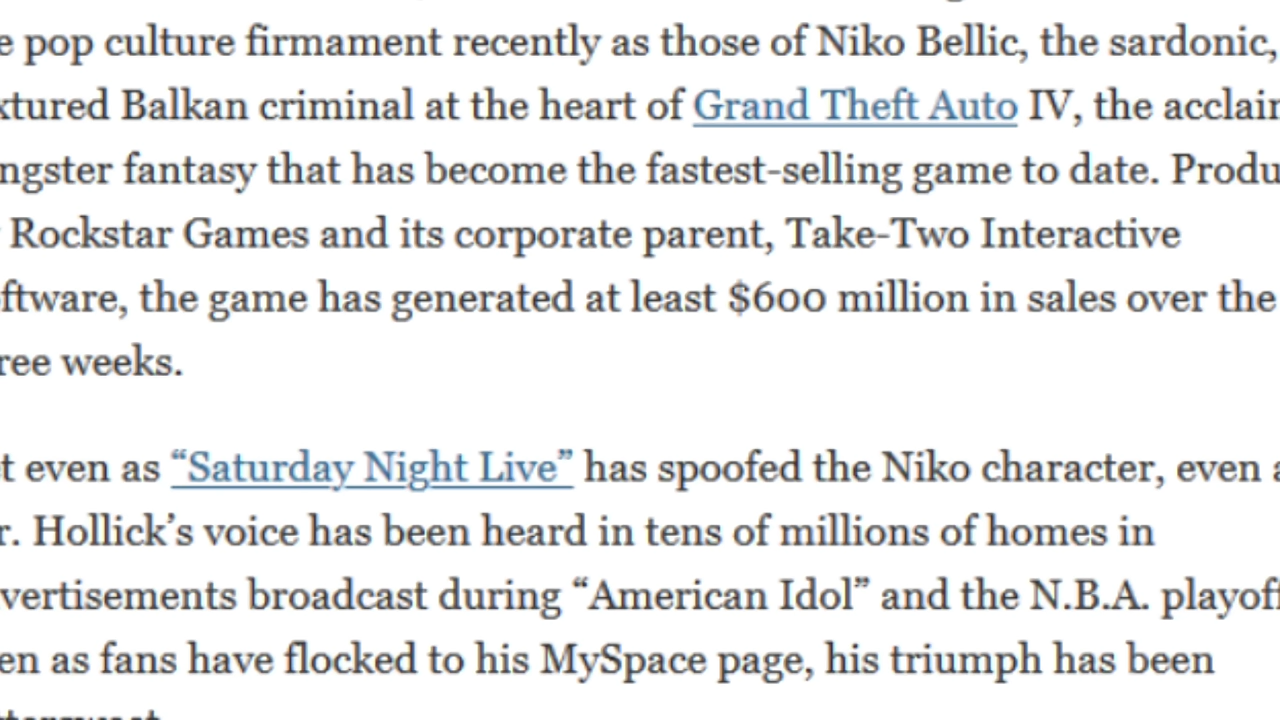 e pop culture firmament recently as those of Niko Bellic, the sardonic,
xtured Balkan criminal at the heart of Grand Theft Auto IV, the acclain
ngster fantasy that has become the fastest-selling game to date. Produ
Rockstar Games and its corporate parent, Take-Two Interactive
ftware, the game has generated at least $600 million in sales over the
ree weeks.
t even as “Saturday Night Live” has spoofed the Niko character, even a
r. Hollick’s voice has been heard in tens of millions of homes in
vertisements broadcast during “American Idol” and the N.B.A. playoff
en as fans have flocked to his MySpace page, his triumph has been